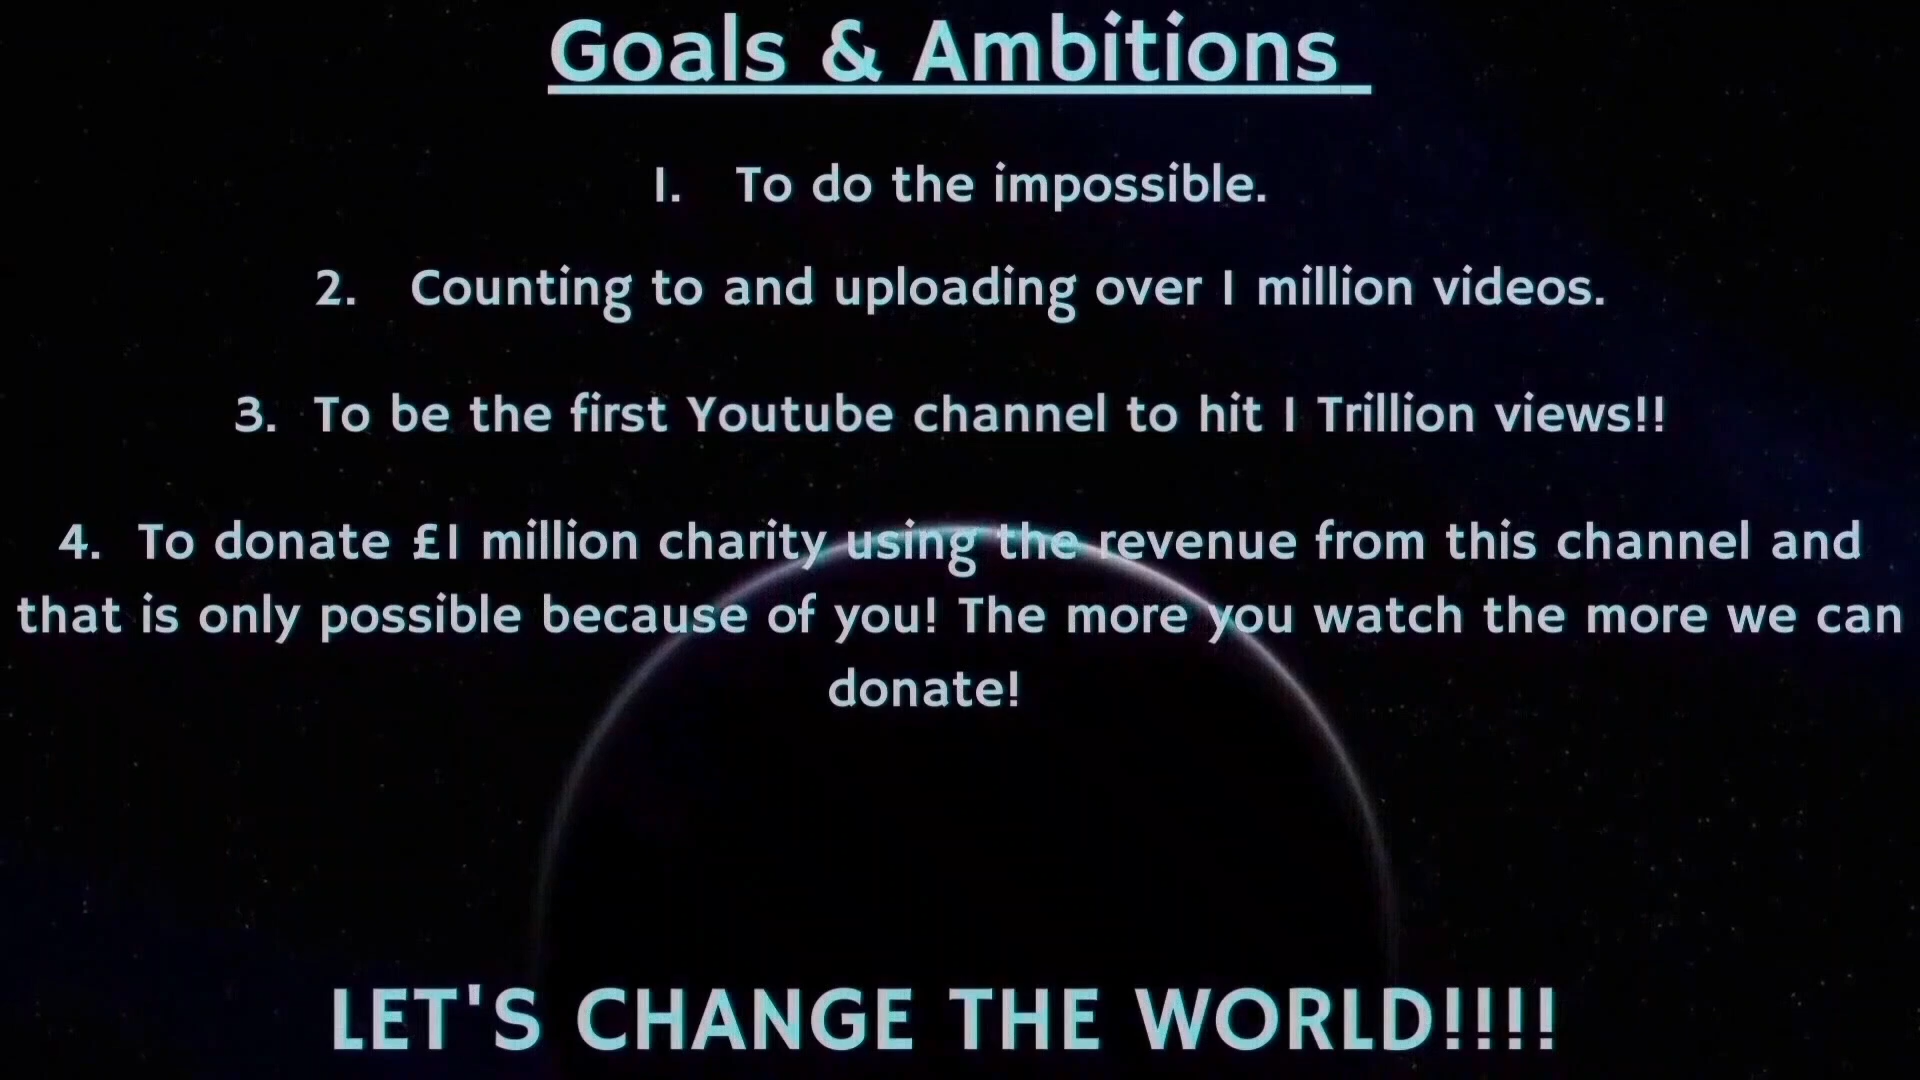 Goals & Ambitions
1. To do the impossible.
2. Counting to and uploading over 1 million videos.
3. To be the first Youtube channel to hit 1 Trillion views!!
4. To donate £1 million charity using the revenue from this channel and
that is only possible because of you! The more you watch the more we can
donate!
LET'S CHANGE THE WORLD!!!!